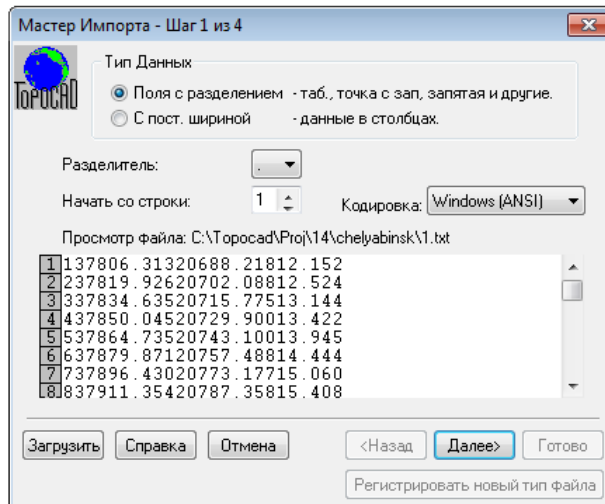 Мастер Импорта - Шаг 1 из 4
Тип Данных
TOPOCAD
Поля с разделением - таб., точка с зап, запятая и другие.
С пост. шириной - данные в столбцах.
Разделитель: .
Начать со строки: 1 Кодировка: Windows (ANSI)
Просмотр файла: C:\Topocad\Proj\14\chelyabinsk\1.txt
1 137806.31320688.21812.152
2 237819.92620702.08812.524
3 337834.63520715.77513.144
4 437850.04520729.90013.422
5 537864.73520743.10013.945
6 637879.87120757.48814.444
7 737896.43020773.17715.060
8 837911.35420787.35815.408
Загрузить Справка Отмена <Назад Далее> Готово
Регистрировать новый тип файла